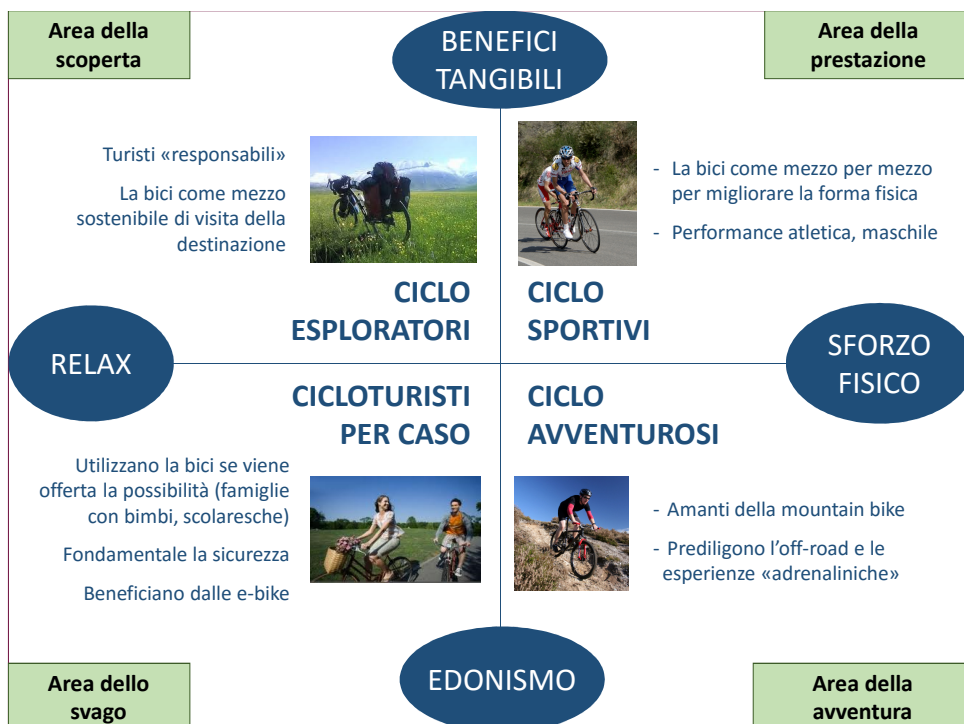 Area della
scoperta
BENEFICI
TANGIBILI
Area della
prestazione
Turisti «responsabili»
La bici come mezzo
sostenibile di visita della
destinazione
- La bici come mezzo per mezzo
per migliorare la forma fisica
- Performance atletica, maschile
CICLO
ESPLORATORI
CICLO
SPORTIVI
RELAX
SFORZO
FISICO
CICLOTURISTI
PER CASO
CICLO
AVVENTUROSI
Utilizzano la bici se viene
offerta la possibilità (famiglie
con bimbi, scolaresche)
Fondamentale la sicurezza
Beneficiano dalle e-bike
- Amanti della mountain bike
- Prediligono l'off-road e le
esperienze «adrenaliniche»
Area dello
svago
EDONISMO
Area della
avventura